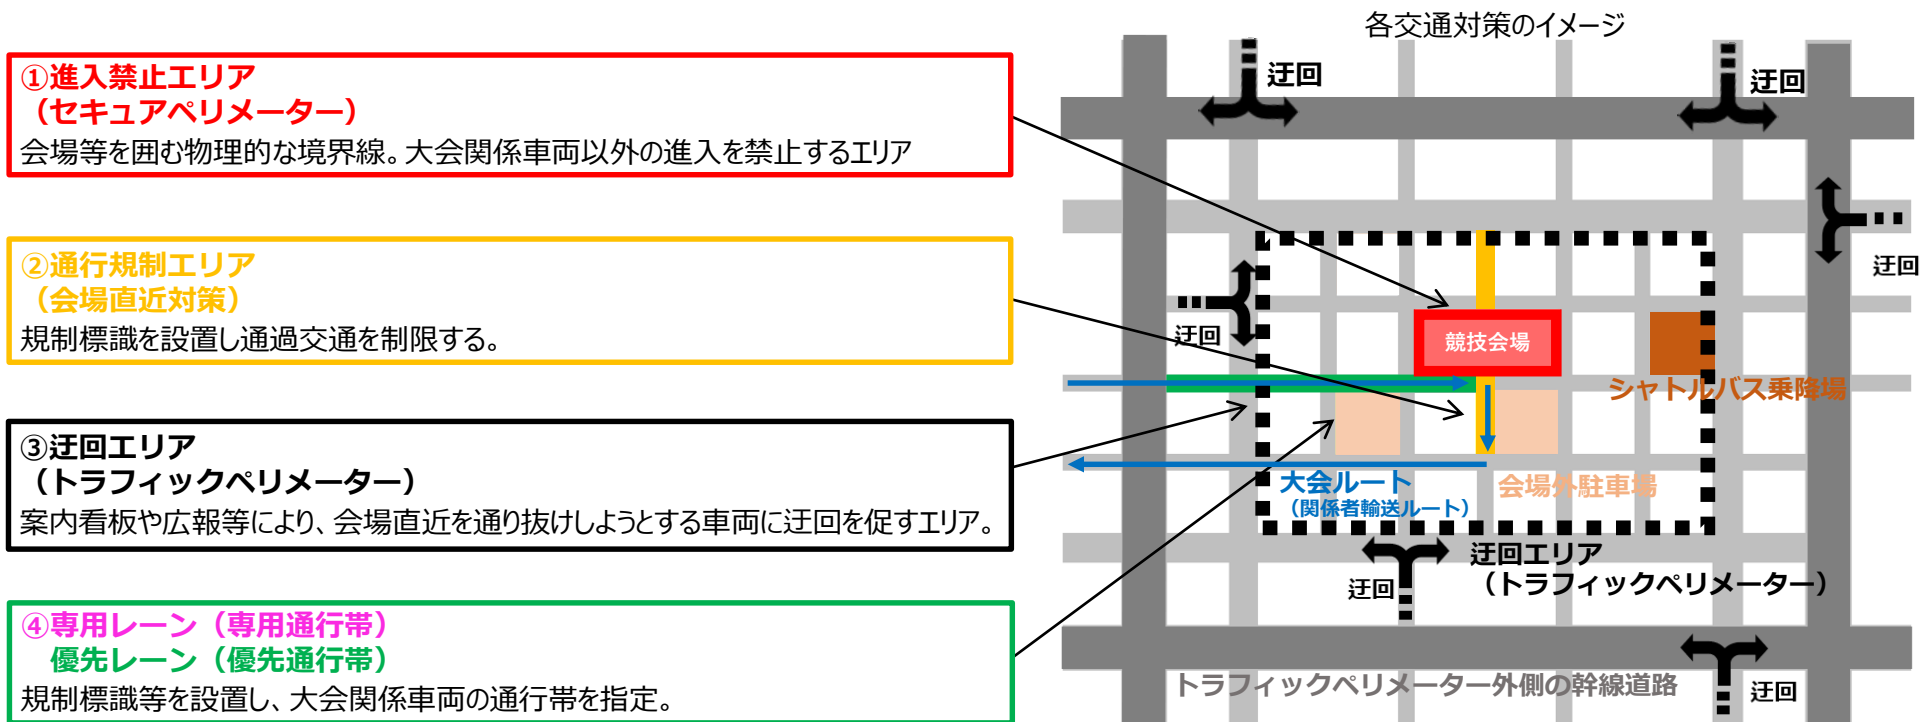 各交通対策のイメージ
①進入禁止エリア
（セキュアペリメーター）
会場等を囲む物理的な境界線。大会関係車両以外の進入を禁止するエリア
②通行規制エリア
（会場直近対策）
規制標識を設置し通過交通を制限する。
③迂回エリア
（トラフィックペリメーター）
案内看板や広報等により、会場直近を通り抜けしようとする車両に迂回を促すエリア。
④専用レーン（専用通行帯）
優先レーン（優先通行帯）
規制標識等を設置し、大会関係車両の通行帯を指定。
迂回
迂回
迂回
迂回
競技会場
シャトルバス乗降場
大会ルート
（関係者輸送ルート）
会場外駐車場
迂回エリア
（トラフィックペリメーター）
迂回
トラフィックペリメーター外側の幹線道路
迂回